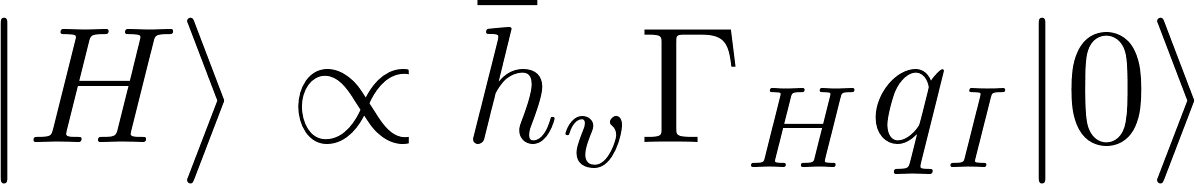 |H⟩ ∝ h̄_v Γ_H q_I|0⟩